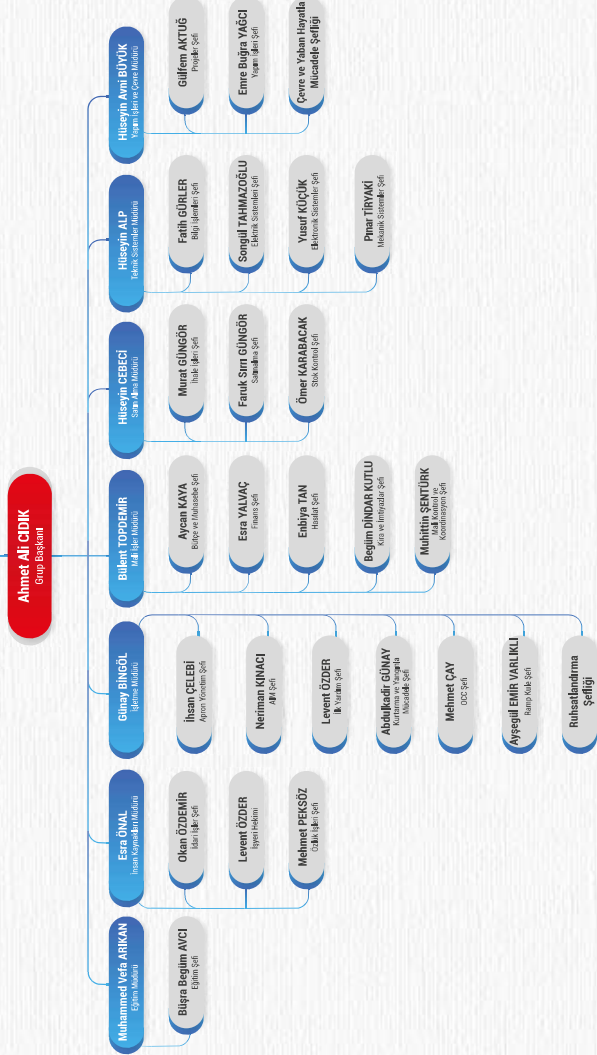 Ahmet Ali CIDIK
Grup Başkanı
Muhammed Vefa ARIKAN
Eğitim Müdürü
Büşra Begüm AVCI
Eğitim Şefi
Esra ÖNAL
İnsan Kaynakları Müdürü
Okan ÖZDEMİR
İdari İşler Şefi
Levent ÖZDER
İşyeri Hekimi
Mehmet PEKSÖZ
Özlük İşleri Şefi
Günay BİNGÖL
İşletme Müdürü
İhsan ÇELEBİ
Apron Yönetim Şefi
Neriman KINACI
AIM Şefi
Levent ÖZDER
İlk Yardım Şefi
Abdulkadir GÜNAY
Kurtarma ve Yangınla
Mücadele Şefi
Mehmet ÇAY
OCC Şefi
Ayşegül EMİR VARLIKLI
Ramp Kule Şefi
Ruhsatlandırma
Şefliği
Bülent TOPDEMİR
Mali İşler Müdürü
Aycan KAYA
Bütçe ve Muhasebe Şefi
Esra YALVAÇ
Finans Şefi
Enbiya TAN
Hasılat Şefi
Begüm DİNDAR KUTLU
Kira ve İmtiyazlar Şefi
Muhittin ŞENTÜRK
Mali Kontrol ve
Koordinasyon Şefi
Hüseyin CEBECİ
Satın Alma Müdürü
Murat GÜNGÖR
İhale İşleri Şefi
Faruk Sırrı GÜNGÖR
Satınalma Şefi
Ömer KARABACAK
Stok Kontrol Şefi
Hüseyin ALP
Teknik Sistemler Müdürü
Fatih GÜRLER
Bilgi İşlemleri Şefi
Songül TAHMAZOĞLU
Elektrik Sistemleri Şefi
Yusuf KÜÇÜK
Elektronik Sistemler Şefi
Pınar TİRYAKİ
Mekanik Sistemler Şefi
Hüseyin Avni BÜYÜK
Yapım İşleri ve Çevre Müdürü
Gülfem AKTUĞ
Projeler Şefi
Emre Buğra YAĞCI
Yapım İşleri Şefi
Çevre ve Yaban Hayatla
Mücadele Şefliği